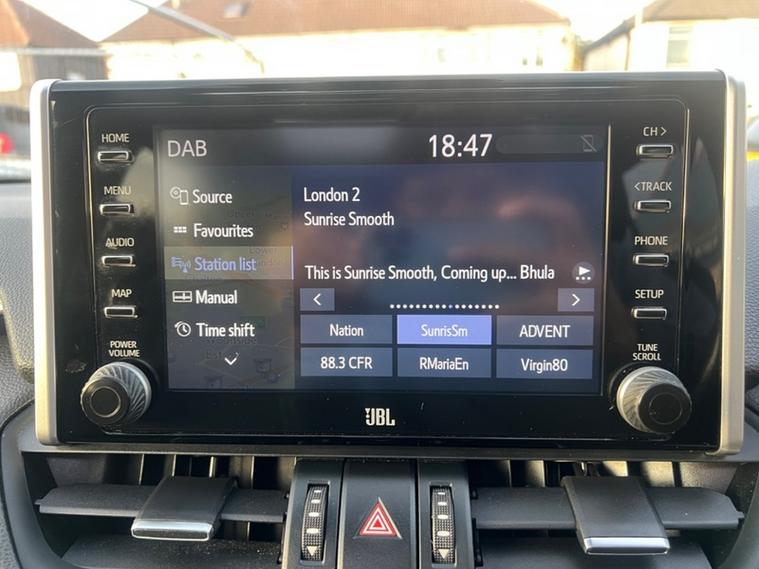 HOME
MENU
AUDIO
MAP
POWER
VOLUME
DAB
18:47
Source
Favourites
Station list
Manual
Time shift
London 2
Sunrise Smooth
This is Sunrise Smooth, Coming up... Bhula
<
>
Nation
SunrisSm
ADVENT
88.3 CFR
RMariaEn
Virgin80
CH >
<TRACK
PHONE
SETUP
TUNE
SCROLL
JBL